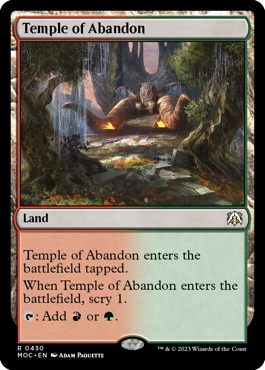 Temple of Abandon
Land
Temple of Abandon enters the
battlefield tapped.
When Temple of Abandon enters the
battlefield, scry 1.
: Add or .
R 0430
MOC • EN Adam Paquette
™ & © 2023 Wizards of the Coast